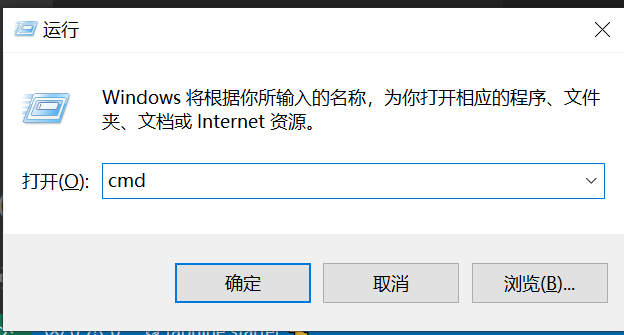 运行
Windows 将根据你所输入的名称，为你打开相应的程序、文件
夹、文档或 Internet 资源。
打开(O): cmd
确定 取消 浏览(B)...